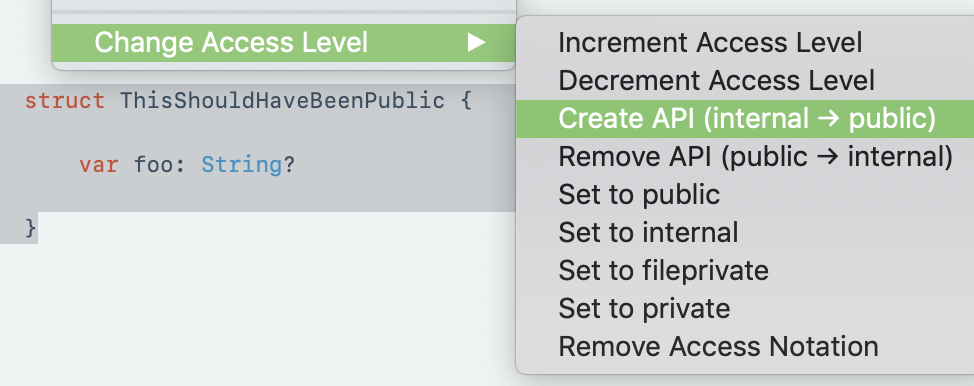 Change Access Level
struct ThisShouldHaveBeenPublic {
var foo: String?
}
Increment Access Level
Decrement Access Level
Create API (internal → public)
Remove API (public → internal)
Set to public
Set to internal
Set to fileprivate
Set to private
Remove Access Notation